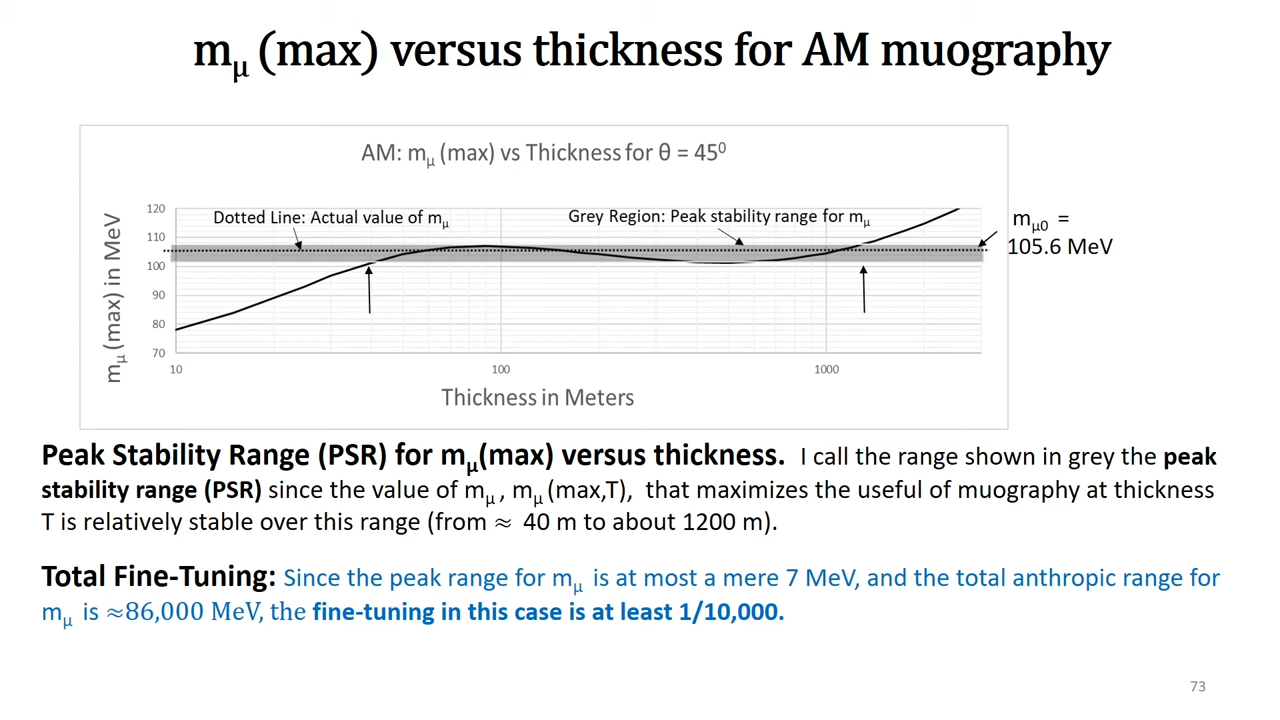 mμ (max) versus thickness for AM muography
AM: mμ (max) vs Thickness for θ = 45⁰
mμ (max) in MeV
120
110
100
90
80
70
Dotted Line: Actual value of mμ
Grey Region: Peak stability range for mμ
mμ0 =
105.6 MeV
10
100
1000
Thickness in Meters
Peak Stability Range (PSR) for mμ(max) versus thickness. I call the range shown in grey the peak
stability range (PSR) since the value of mμ , mμ (max,T), that maximizes the useful of muography at thickness
T is relatively stable over this range (from ≈ 40 m to about 1200 m).
Total Fine-Tuning: Since the peak range for mμ is at most a mere 7 MeV, and the total anthropic range for
mμ is ≈86,000 MeV, the fine-tuning in this case is at least 1/10,000.
73